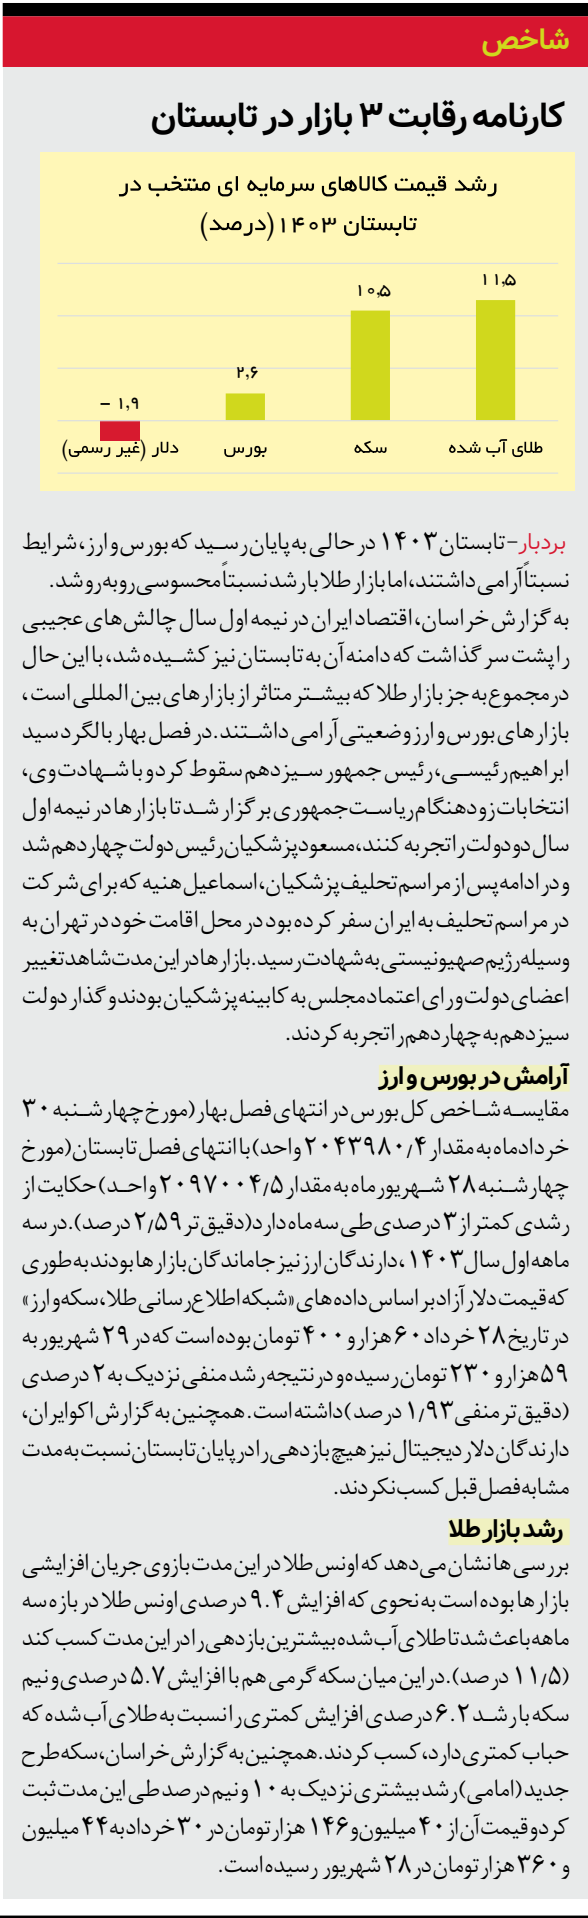 شاخص
کارنامه رقابت ۳ بازار در تابستان
رشد قیمت کالاهای سرمایه ای منتخب در
تابستان ۱۴۰۳ (درصد)
۱۱٫۵
۱۰٫۵
۲٫۶
۱٫۹ –
طلای آب شده
سکه
بورس
دلار (غیر رسمی)
بردبار- تابستان ۱۴۰۳ در حالی به پایان رسید که بورس و ارز، شرایط
نسبتاً آرامی داشتند، اما بازار طلا با رشد نسبتاً محسوسی روبه رو شد.
به گزارش خراسان، اقتصاد ایران در نیمه اول سال چالش های عجیبی
را پشت سر گذاشت که دامنه آن به تابستان نیز کشیده شد، با این حال
در مجموع به جز بازار طلا که بیشتر متاثر از بازار های بین المللی است،
بازار های بورس و ارز وضعیتی آرامی داشتند. در فصل بهار بالگرد سید
ابراهیم رئیسی، رئیس جمهور سیزدهم سقوط کرد و با شهادت وی،
انتخابات زودهنگام ریاست جمهوری برگزار شد تا بازار ها در نیمه اول
سال دو دولت را تجربه کنند، مسعود پزشکیان رئیس دولت چهاردهم شد
و در ادامه پس از مراسم تحلیف پزشکیان، اسماعیل هنیه که برای شرکت
در مراسم تحلیف به ایران سفر کرده بود در محل اقامت خود در تهران به
وسیله رژیم صهیونیستی به شهادت رسید. بازار ها در این مدت شاهد تغییر
اعضای دولت و رای اعتماد مجلس به کابینه پزشکیان بودند و گذار دولت
سیزدهم به چهاردهم را تجربه کردند.
آرامش در بورس و ارز
مقایسه شاخص کل بورس در انتهای فصل بهار (مورخ چهارشنبه ۳۰
خردادماه به مقدار ۲۰۴۳۹۸۰٫۴ واحد) با انتهای فصل تابستان (مورخ
چهارشنبه ۲۸ شهریور ماه به مقدار ۲۰۹۷۰۰۴٫۵ واحد) حکایت از
رشدی کمتر از ۳ درصدی طی سه ماه دارد (دقیق تر ۲٫۵۹ درصد). در سه
ماهه اول سال ۱۴۰۳، دارندگان ارز نیز جاماندگان بازار ها بودند به طوری
که قیمت دلار آزاد بر اساس داده های «شبکه اطلاع رسانی طلا، سکه و ارز»
در تاریخ ۲۸ خرداد ۶۰ هزار و ۴۰۰ تومان بوده است که در ۲۹ شهریور به
۵۹ هزار و ۲۳۰ تومان رسیده و در نتیجه رشد منفی نزدیک به ۲ درصدی
(دقیق تر منفی ۱٫۹۳ درصد) داشته است. همچنین به گزارش اکوایران،
دارندگان دلار دیجیتال نیز هیچ بازدهی را در پایان تابستان نسبت به مدت
مشابه فصل قبل کسب نکردند.
رشد بازار طلا
بررسی ها نشان می دهد که اونس طلا در این مدت بازوی جریان افزایشی
بازار ها بوده است به نحوی که افزایش ۹.۴ درصدی اونس طلا در بازه سه
ماهه باعث شد تا طلای آب شده بیشترین بازدهی را در این مدت کسب کند
(۱۱٫۵ درصد). در این میان سکه گرمی هم با افزایش ۵.۷ درصدی و نیم
سکه با رشد ۶.۲ درصدی افزایش کمتری را نسبت به طلای آب شده که
حباب کمتری دارد، کسب کردند. همچنین به گزارش خراسان، سکه طرح
جدید (امامی) رشد بیشتری نزدیک به ۱۰ و نیم درصد طی این مدت ثبت
کرد و قیمت آن از ۴۰ میلیون و ۱۴۶ هزار تومان در ۳۰ خرداد به ۴۴ میلیون
و ۳۶۰ هزار تومان در ۲۸ شهریور رسیده است.